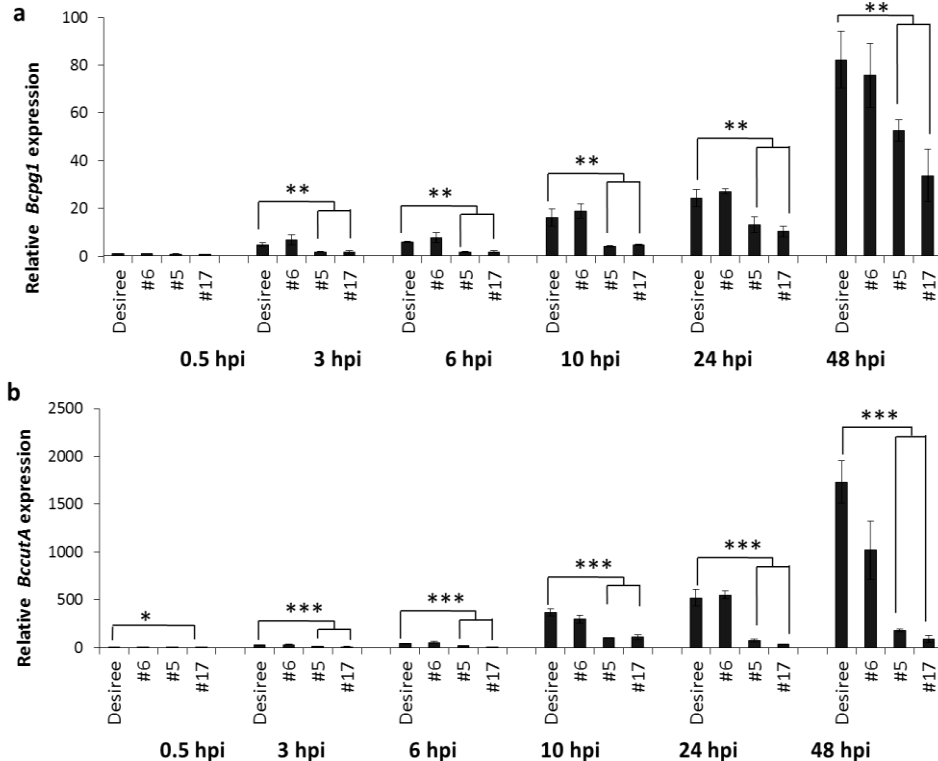 a
Relative Bcpg1 expression
100
80
60
40
20
0
**
**
**
**
**
Desiree #6 #5 #17 Desiree #6 #5 #17 Desiree #6 #5 #17 Desiree #6 #5 #17 Desiree #6 #5 #17 Desiree #6 #5 #17
0.5 hpi 3 hpi 6 hpi 10 hpi 24 hpi 48 hpi
b
Relative BccutA expression
2500
2000
1500
1000
500
0
*
***
***
***
***
***
Desiree #6 #5 #17 Desiree #6 #5 #17 Desiree #6 #5 #17 Desiree #6 #5 #17 Desiree #6 #5 #17 Desiree #6 #5 #17
0.5 hpi 3 hpi 6 hpi 10 hpi 24 hpi 48 hpi